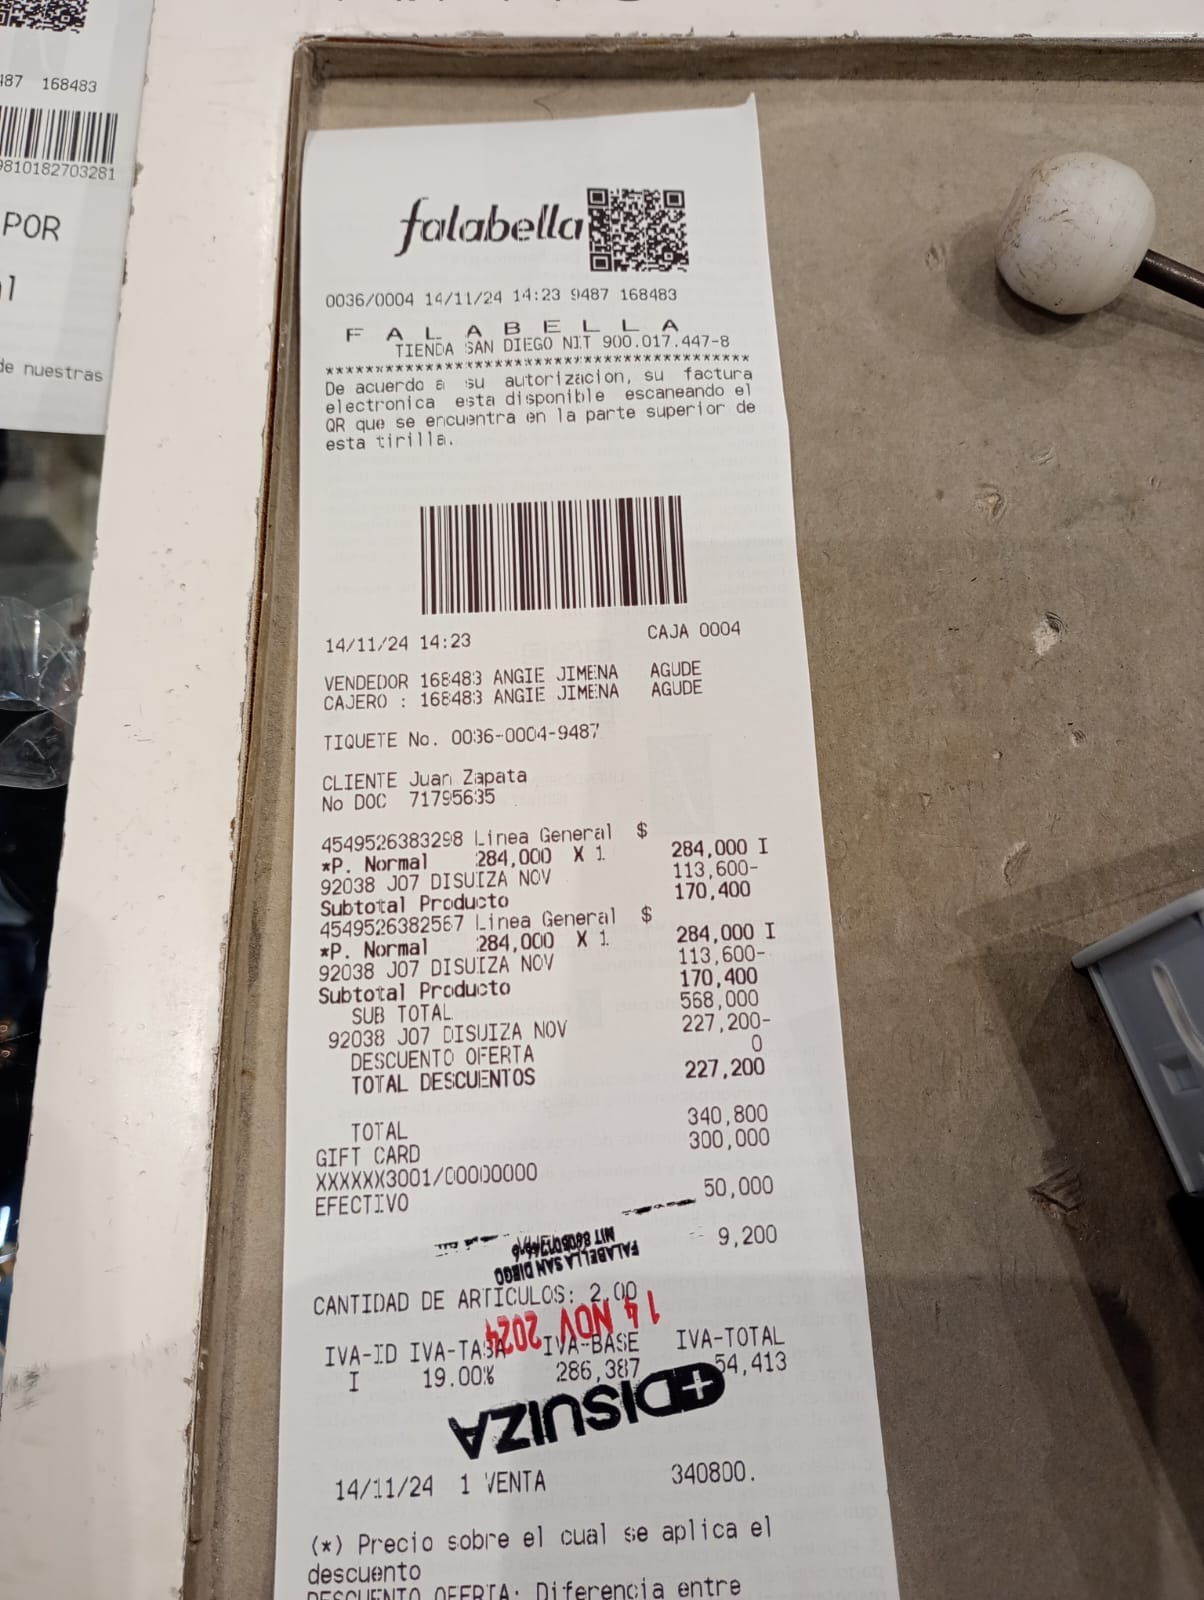 487 168483
9810182703281
POR
de nuestras
falabella
0036/0004 14/11/24 14:23 9487 168483
F A L A B E L L A
TIENDA SAN DIEGO NIT 900.017.447-8
*****************************************
De acuerdo a su autorizacion, su factura
electronica esta disponible escaneando el
QR que se encuentra en la parte superior de
esta tirilla.
14/11/24 14:23 CAJA 0004
VENDEDOR 168483 ANGIE JIMENA AGUDE
CAJERO : 168483 ANGIE JIMENA AGUDE
TIQUETE No. 0036-0004-9487
CLIENTE Juan Zapata
No DOC 71795635
4549526383298 Linea General $
*P. Normal 284,000 X 1 284,000 I
92038 J07 DISUIZA NOV 113,600-
Subtotal Producto 170,400
4549526382567 Linea General $
*P. Normal 284,000 X 1 284,000 I
92038 J07 DISUIZA NOV 113,600-
Subtotal Producto 170,400
SUB TOTAL 568,000
92038 J07 DISUIZA NOV 227,200-
DESCUENTO OFERTA 0
TOTAL DESCUENTOS 227,200
TOTAL 340,800
GIFT CARD 300,000
XXXXXX3001/00000000
EFECTIVO 50,000
9,200
FALABELLA SAN DIEGO
CANTIDAD DE ARTICULOS: 2.00
14 NOV 2024
IVA-ID IVA-TASA IVA-BASE IVA-TOTAL
I 19.00% 286,387 54,413
DISUIZA
14/11/24 1 VENTA 340800.
(*) Precio sobre el cual se aplica el
descuento
DESCUENTO OFERTA: Diferencia entre